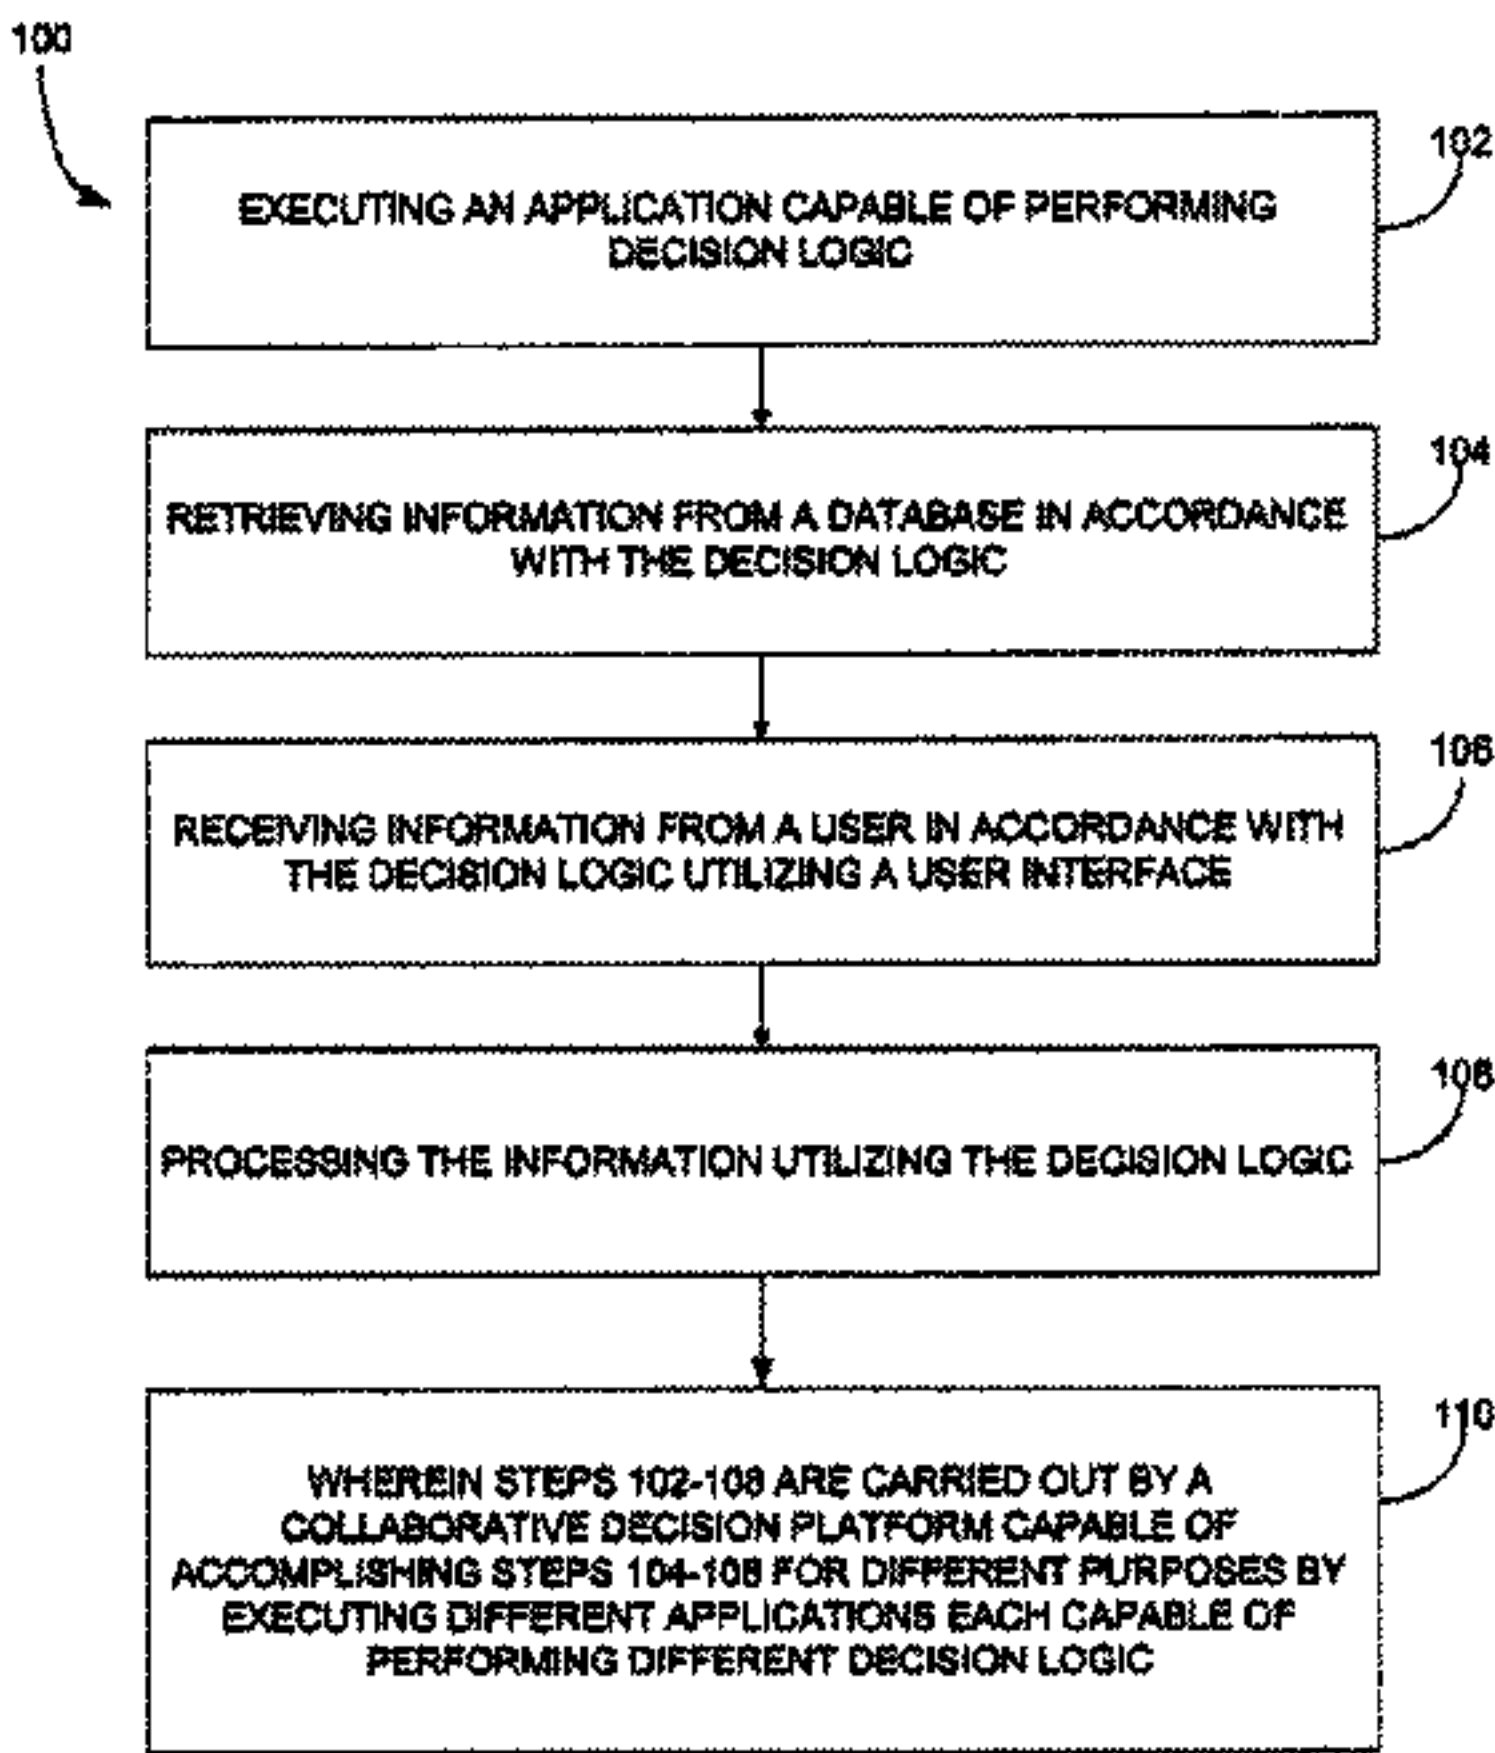 100
102
EXECUTING AN APPLICATION CAPABLE OF PERFORMING
DECISION LOGIC
104
RETRIEVING INFORMATION FROM A DATABASE IN ACCORDANCE
WITH THE DECISION LOGIC
106
RECEIVING INFORMATION FROM A USER IN ACCORDANCE WITH
THE DECISION LOGIC UTILIZING A USER INTERFACE
108
PROCESSING THE INFORMATION UTILIZING THE DECISION LOGIC
110
WHEREIN STEPS 102-108 ARE CARRIED OUT BY A
COLLABORATIVE DECISION PLATFORM CAPABLE OF
ACCOMPLISHING STEPS 104-108 FOR DIFFERENT PURPOSES BY
EXECUTING DIFFERENT APPLICATIONS EACH CAPABLE OF
PERFORMING DIFFERENT DECISION LOGIC